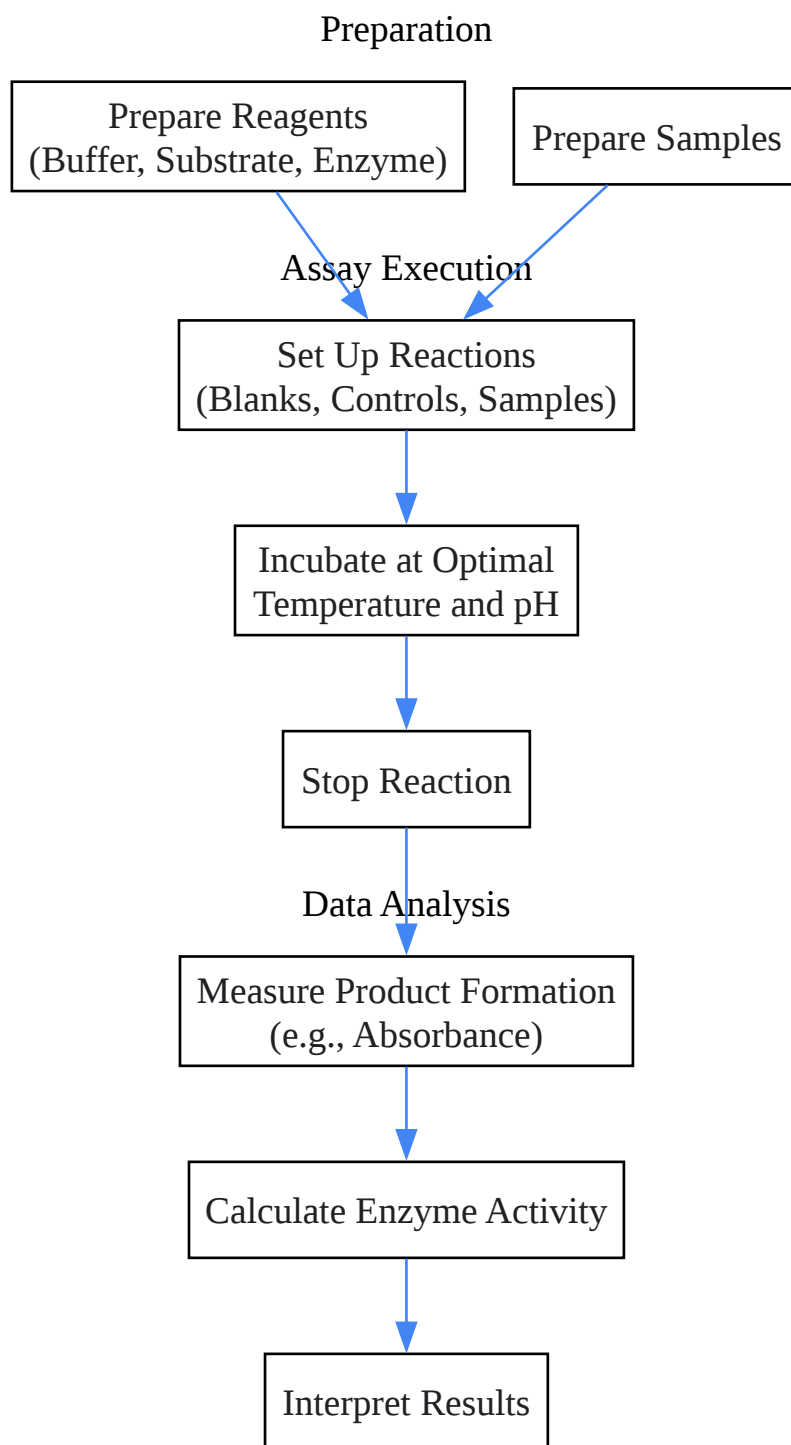 Preparation
Prepare Reagents
(Buffer, Substrate, Enzyme)
Prepare Samples
Assay Execution
Set Up Reactions
(Blanks, Controls, Samples)
Incubate at Optimal
Temperature and pH
Stop Reaction
Data Analysis
Measure Product Formation
(e.g., Absorbance)
Calculate Enzyme Activity
Interpret Results